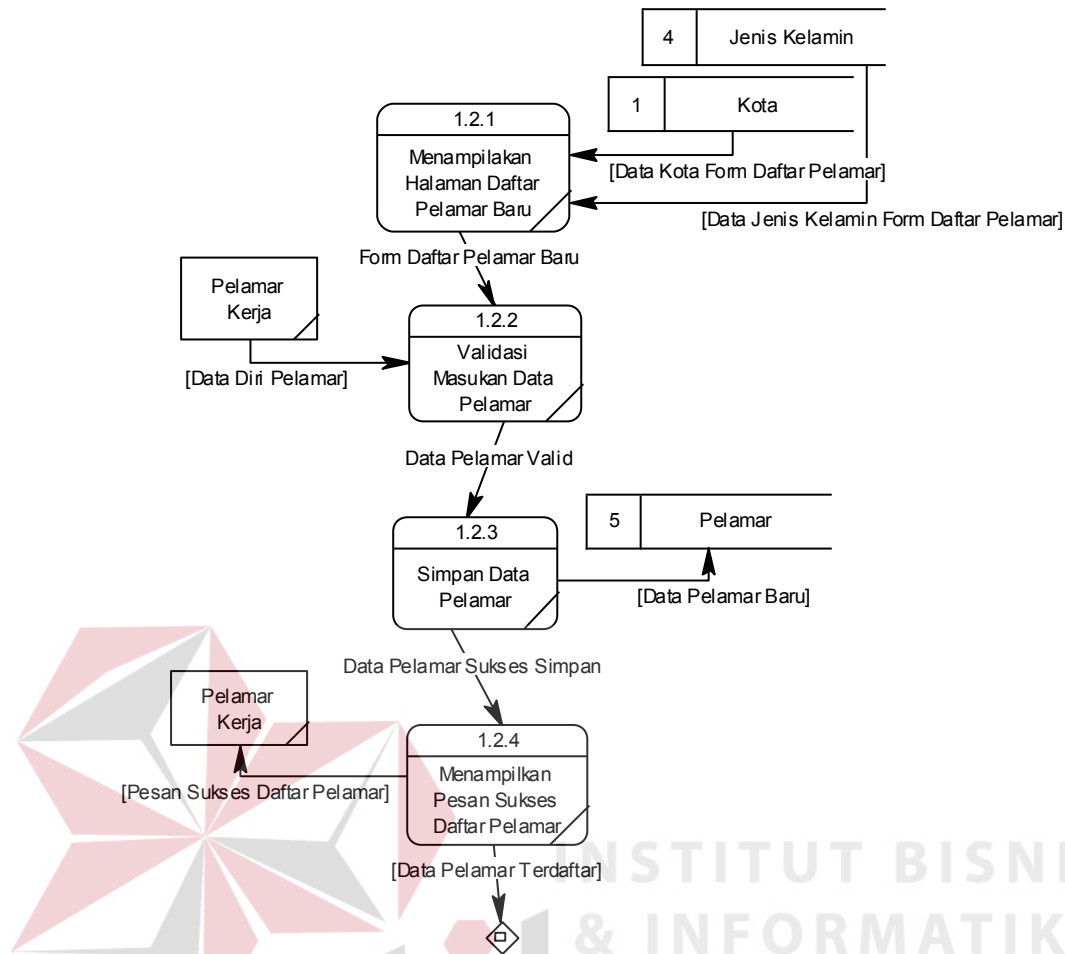 4 Jenis Kelamin
1 Kota
1.2.1
Menampilakan
Halaman Daftar
Pelamar Baru
[Data Kota Form Daftar Pelamar]
[Data Jenis Kelamin Form Daftar Pelamar]
Form Daftar Pelamar Baru
Pelamar
Kerja
[Data Diri Pelamar]
1.2.2
Validasi
Masukan Data
Pelamar
Data Pelamar Valid
5 Pelamar
1.2.3
Simpan Data
Pelamar
[Data Pelamar Baru]
Data Pelamar Sukses Simpan
Pelamar
Kerja
[Pesan Sukses Daftar Pelamar]
1.2.4
Menampilkan
Pesan Sukses
Daftar Pelamar
[Data Pelamar Terdaftar]
INSTITUT BISNI
& INFORMATIK